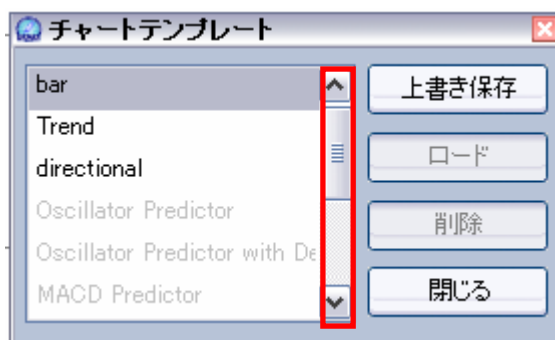 チャートテンプレート
bar
Trend
directional
Oscillator Predictor
Oscillator Predictor with De
MACD Predictor
上書き保存
ロード
削除
閉じる